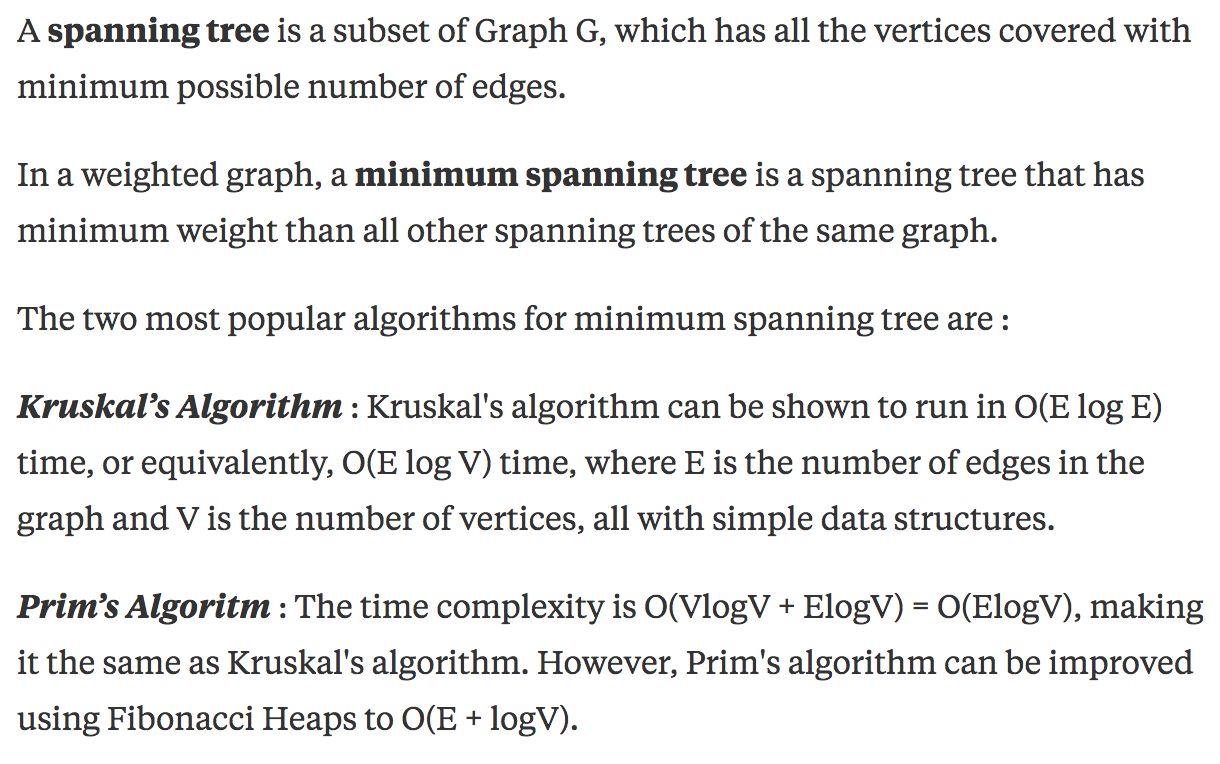 A spanning tree is a subset of Graph G, which has all the vertices covered with
minimum possible number of edges.
In a weighted graph, a minimum spanning tree is a spanning tree that has
minimum weight than all other spanning trees of the same graph.
The two most popular algorithms for minimum spanning tree are :
Kruskal’s Algorithm : Kruskal's algorithm can be shown to run in O(E log E)
time, or equivalently, O(E log V) time, where E is the number of edges in the
graph and V is the number of vertices, all with simple data structures.
Prim’s Algoritm : The time complexity is O(VlogV + ElogV) = O(ElogV), making
it the same as Kruskal's algorithm. However, Prim's algorithm can be improved
using Fibonacci Heaps to O(E + logV).